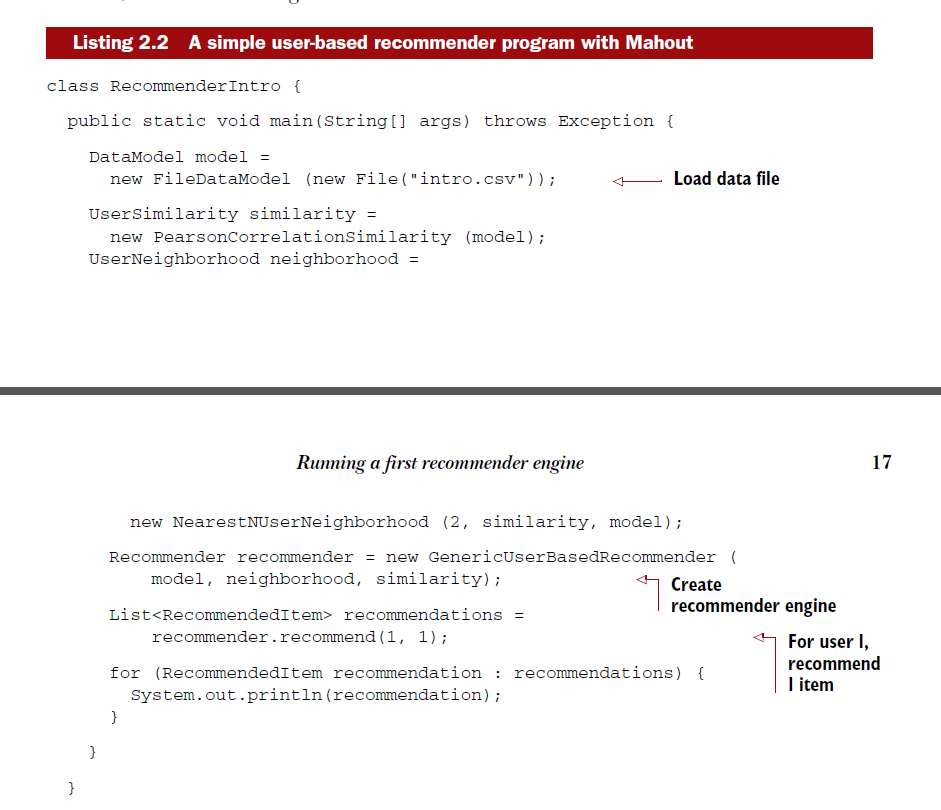 Listing 2.2 A simple user-based recommender program with Mahout
class RecommenderIntro {
public static void main(String[] args) throws Exception {
DataModel model =
new FileDataModel (new File("intro.csv"));
Load data file
UserSimilarity similarity =
new PearsonCorrelationSimilarity (model);
UserNeighborhood neighborhood =
Running a first recommender engine
17
new NearestNUserNeighborhood (2, similarity, model);
Recommender recommender = new GenericUserBasedRecommender (
model, neighborhood, similarity);
Create
recommender engine
List<RecommendedItem> recommendations =
recommender.recommend(1, 1);
For user 1,
recommend
1 item
for (RecommendedItem recommendation : recommendations) {
System.out.println(recommendation);
}
}
}